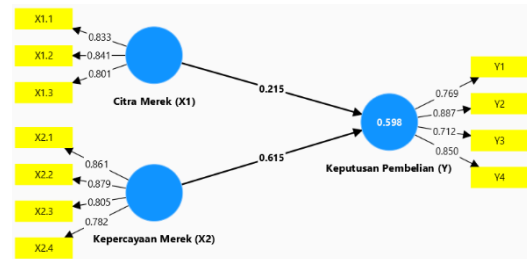 X1.1
0.833
X1.2
0.841
X1.3
0.801
Citra Merek (X1)
0.215
X2.1
0.861
X2.2
0.879
X2.3
0.805
X2.4
0.782
Kepercayaan Merek (X2)
0.615
0.598
Keputusan Pembelian (Y)
Y1
0.769
Y2
0.887
Y3
0.712
Y4
0.850